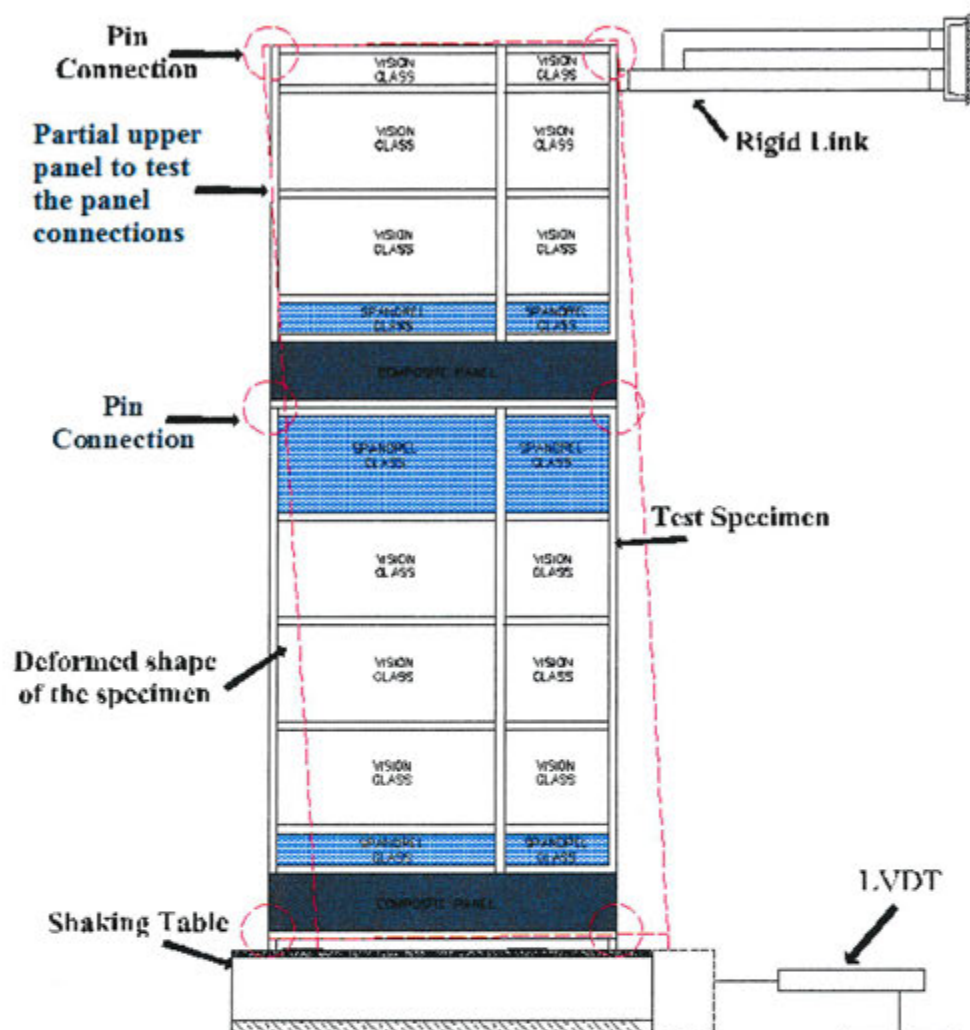 Pin
Connection
VISION
GLASS
VISION
GLASS
Partial upper
panel to test
the panel
connections
VISION
GLASS
VISION
GLASS
Rigid Link
VISION
GLASS
VISION
GLASS
SPANDREL
GLASS
SPANDREL
GLASS
COMPOSITE PANEL
Pin
Connection
SPANDREL
GLASS
SPANDREL
GLASS
Test Specimen
VISION
GLASS
VISION
GLASS
Deformed shape
of the specimen
VISION
GLASS
VISION
GLASS
VISION
GLASS
VISION
GLASS
SPANDREL
GLASS
SPANDREL
GLASS
COMPOSITE PANEL
LVDT
Shaking Table